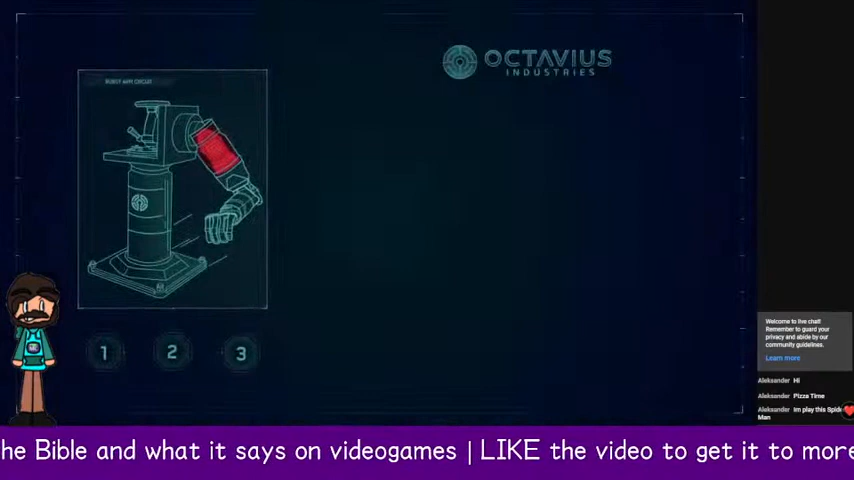 OCTAVIUS
INDUSTRIES
1
2
3
Welcome to live chat!
Remember to guard your
privacy and abide by our
community guidelines.
Learn more
Aleksander Hi
Aleksander Pizza Time
Aleksander Im play this Spid
Man
he Bible and what it says on videogames | LIKE the video to get it to more